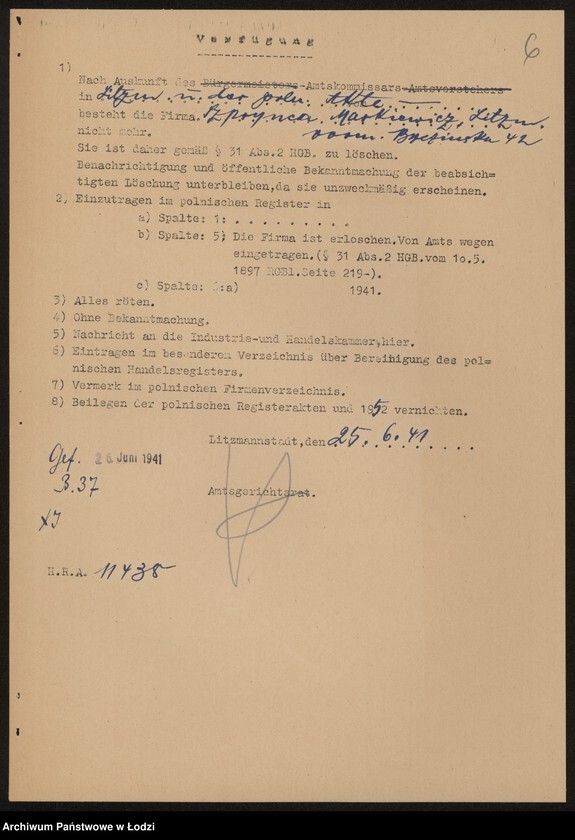 6
Verfügung
1)
Nach Auskunft des Bürgermeisters-Amtskommissars-Amtsvorstehers
in Litzm. u. der poln. Akte
besteht die Firma Markiewicz, Litzm.
nicht mehr. vorm. Brzezinska 42
Sie ist daher gemäß § 31 Abs.2 HGB. zu löschen.
Benachrichtigung und öffentliche Bekanntmachung der beabsich=
tigten Löschung unterbleiben,da sie unzweckmäßig erscheinen.
2, Einzutragen im polnischen Register in
a) Spalte: 1: . . . . . . . . .
b) Spalte: 5; Die Firma ist erloschen.Von Amts wegen
eingetragen.(§ 31 Abs.2 HGB.vom 1o.5.
1897 RGBl.Seite 219-).
c) Spalte: :a) 1941.
3) Alles röten.
4) Ohne Bekanntmachung.
5) Nachricht an die Industrie-und Handelskammer,hier.
6) Eintragen im besonderen Verzeichnis über Bereinigung des pol=
nischen Handelsregisters.
7) Vermerk im polnischen Firmenverzeichnis.
8) Beilegen der polnischen Registerakten und 1952 vernichten.
Litzmannstadt,den 25. 6. 41
Gef. 26. Juni 1941
B. 37
Amtsgerichtsrat.
H.R.A. 11438
Archiwum Państwowe w Łodzi